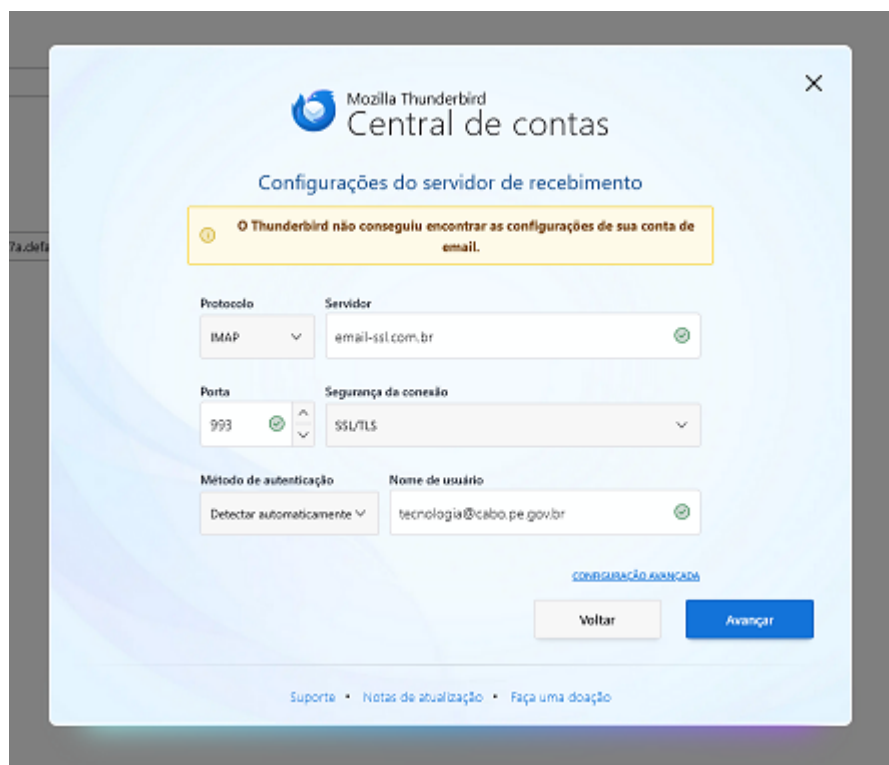 Mozilla Thunderbird
Central de contas
Configurações do servidor de recebimento
O Thunderbird não conseguiu encontrar as configurações de sua conta de
email.
7a.defa
Protocolo Servidor
IMAP email-ssl.com.br
Porta Segurança da conexão
993 SSL/TLS
Método de autenticação Nome de usuário
Detectar automaticamente tecnologia@cabo.pe.gov.br
CONFIGURAÇÃO AVANÇADA
Voltar Avançar
Suporte • Notas de atualização • Faça uma doação